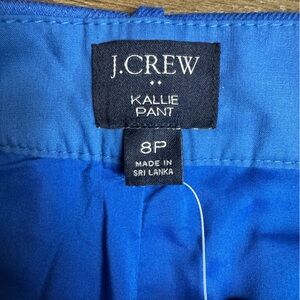 J.CREW
KALLIE
PANT
8P
MADE IN
SRI LANKA